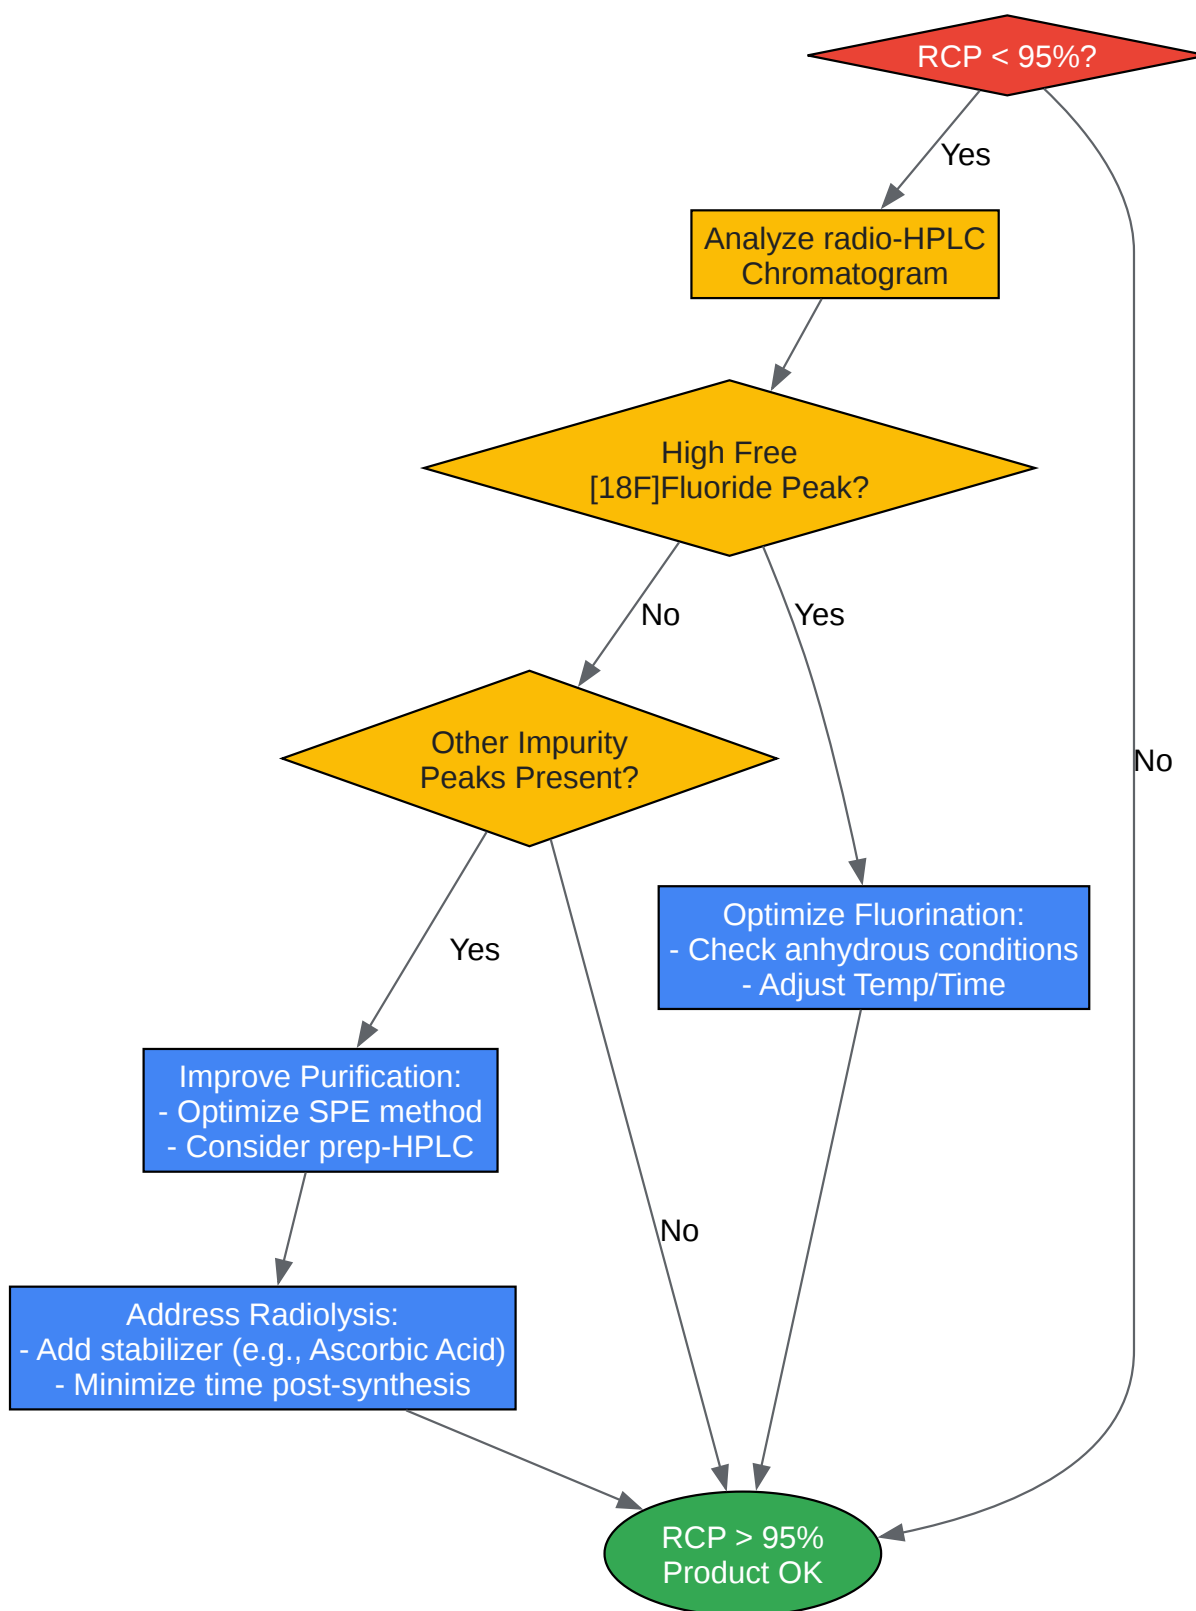 RCP < 95%?
Yes
Analyze radio-HPLC
Chromatogram
High Free
[18F]Fluoride Peak?
No
Yes
Other Impurity
Peaks Present?
No
Optimize Fluorination:
- Check anhydrous conditions
- Adjust Temp/Time
Yes
Improve Purification:
- Optimize SPE method
- Consider prep-HPLC
No
Address Radiolysis:
- Add stabilizer (e.g., Ascorbic Acid)
- Minimize time post-synthesis
RCP > 95%
Product OK